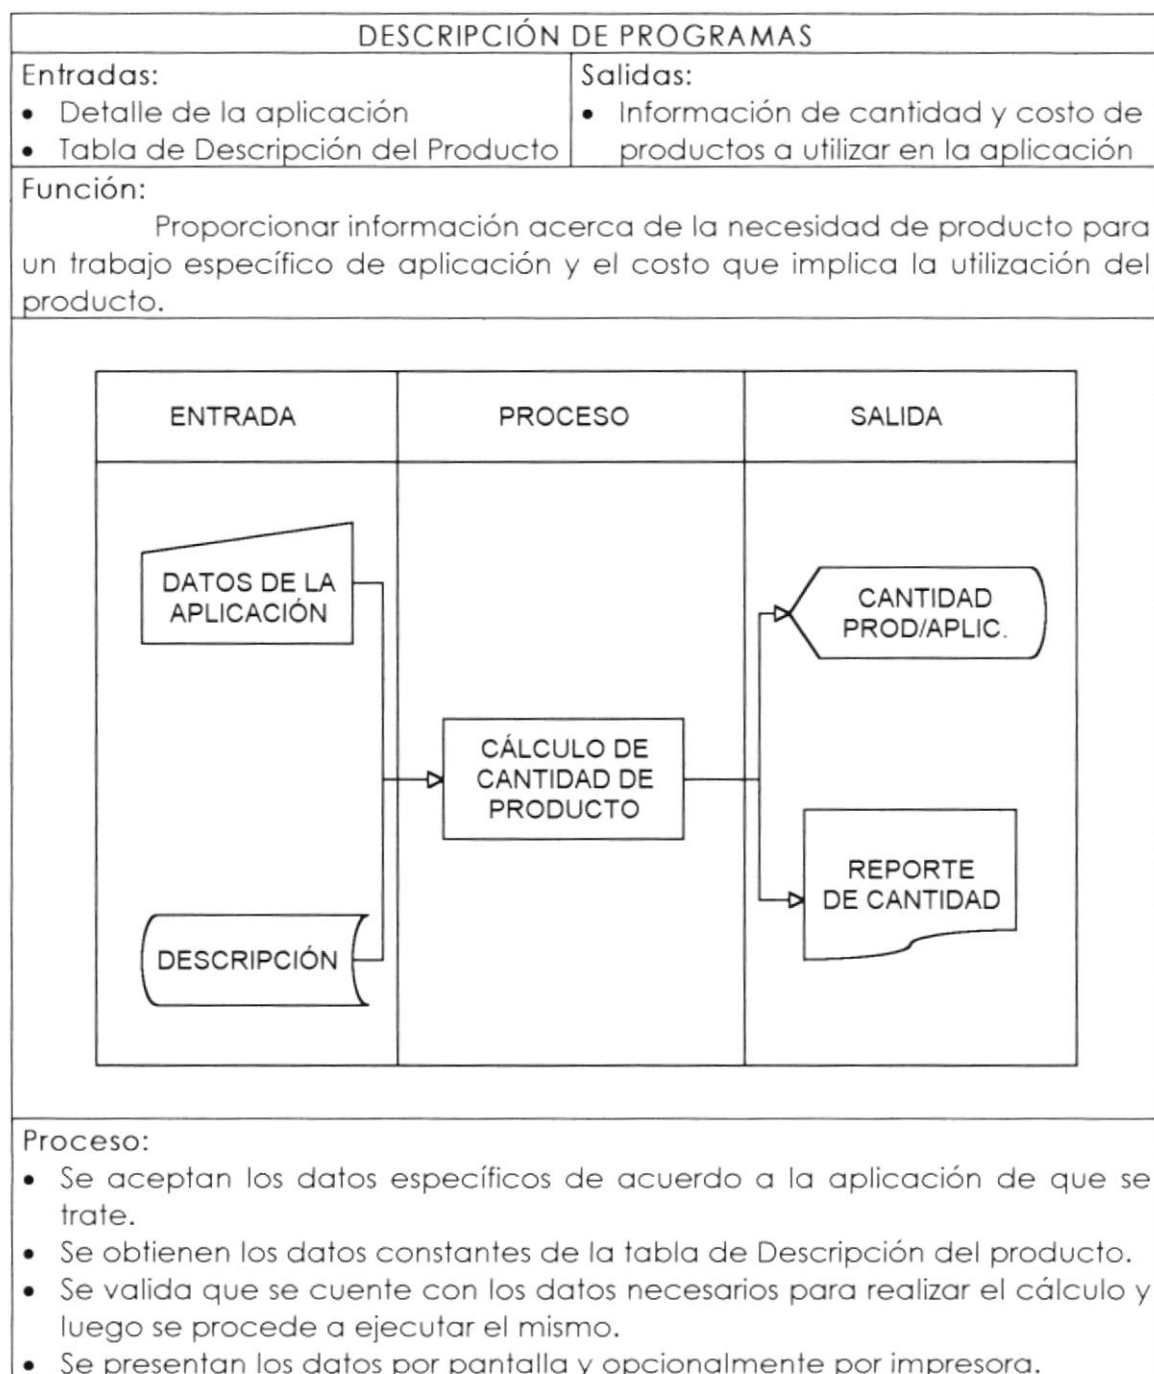 DESCRIPCIÓN DE PROGRAMAS
Entradas:
• Detalle de la aplicación
• Tabla de Descripción del Producto
Salidas:
• Información de cantidad y costo de
productos a utilizar en la aplicación
Función:
Proporcionar información acerca de la necesidad de producto para
un trabajo específico de aplicación y el costo que implica la utilización del
producto.
ENTRADA
PROCESO
SALIDA
DATOS DE LA
APLICACIÓN
CANTIDAD
PROD/APLIC.
CÁLCULO DE
CANTIDAD DE
PRODUCTO
REPORTE
DE CANTIDAD
DESCRIPCIÓN
Proceso:
• Se aceptan los datos específicos de acuerdo a la aplicación de que se
trate.
• Se obtienen los datos constantes de la tabla de Descripción del producto.
• Se valida que se cuente con los datos necesarios para realizar el cálculo y
luego se procede a ejecutar el mismo.
• Se presentan los datos por pantalla y opcionalmente por impresora.